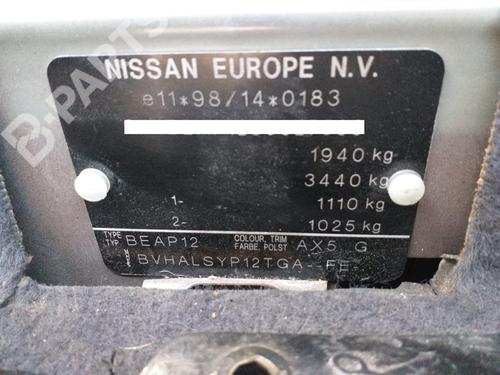 NISSAN EUROPE N.V.
e11*98/14*0183
1940 kg
3440 kg
1- 1110 kg
2- 1025 kg
TYPE TYP BEAP12 COLOUR, TRIM FARBE, POLST AX5 G
BVHALSYP12TGA--FE